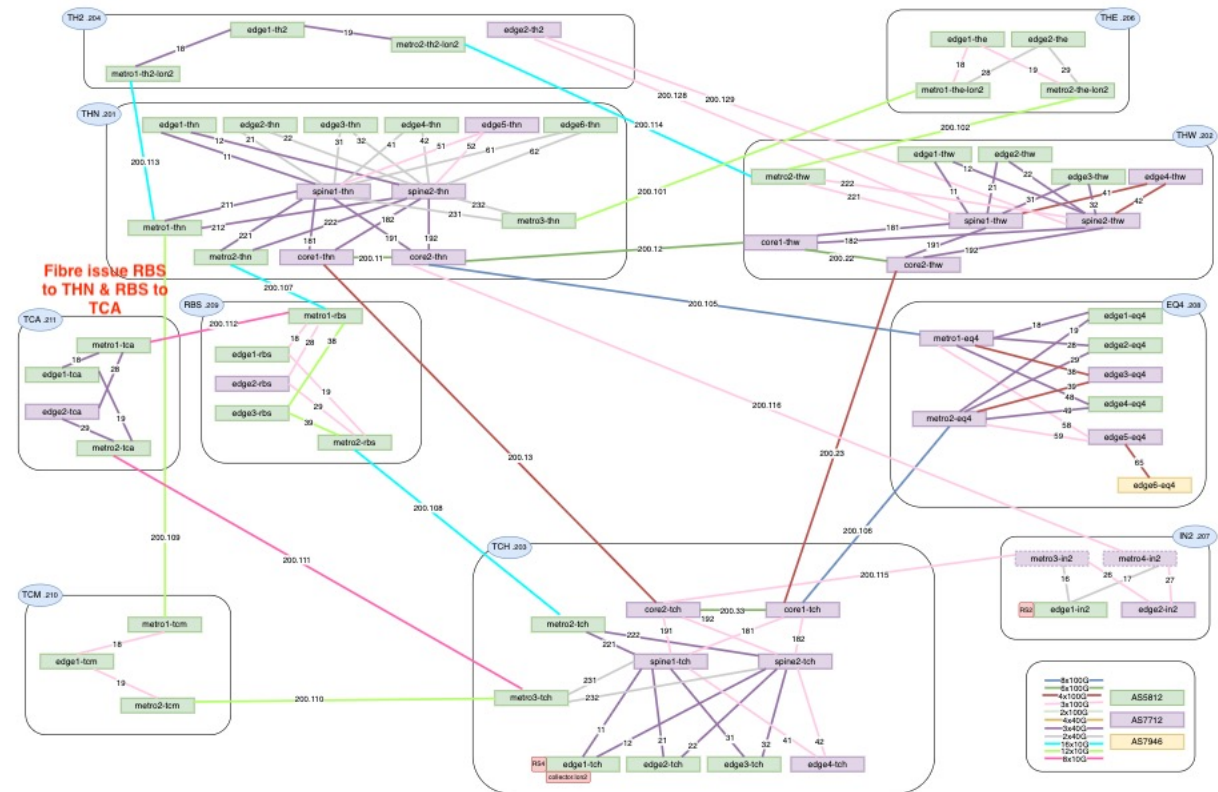 TH2 .204
edge1-th2
edge2-th2
18
19
metro2-th2-lon2
metro1-th2-lon2
THE .206
edge1-the
edge2-the
18
28
19
29
metro1-the-lon2
metro2-the-lon2
200.128
200.129
200.114
200.102
200.113
200.101
THN .201
edge1-thn
edge2-thn
edge3-thn
edge4-thn
edge5-thn
edge6-thn
12
11
21
22
31
32
41
42
51
52
61
62
spine1-thn
spine2-thn
211
212
221
222
181
182
191
192
231
232
metro1-thn
metro3-thn
metro2-thn
core1-thn
200.11
core2-thn
200.12
THW .202
edge1-thw
edge2-thw
metro2-thw
edge3-thw
edge4-thw
222
221
11
12
21
22
31
32
41
42
spine1-thw
spine2-thw
181
182
191
192
core1-thw
200.22
core2-thw
Fibre issue RBS
to THN & RBS to
TCA
200.107
200.105
200.112
TCA .211
metro1-tca
18
28
edge1-tca
edge2-tca
19
29
metro2-tca
RBS .209
metro1-rbs
18
28
38
edge1-rbs
edge2-rbs
edge3-rbs
19
29
39
metro2-rbs
EQ4 .208
edge1-eq4
18
19
metro1-eq4
28
edge2-eq4
29
38
edge3-eq4
39
48
edge4-eq4
49
metro2-eq4
58
59
edge5-eq4
65
edge6-eq4
200.116
200.13
200.23
200.108
200.106
200.109
200.111
200.115
IN2 .207
metro3-in2
metro4-in2
16
26
17
27
RS2
edge1-in2
edge2-in2
TCM .210
metro1-tcm
18
edge1-tcm
19
metro2-tcm
200.110
TCH .203
core2-tch
200.33
core1-tch
192
191
181
182
metro2-tch
222
221
spine1-tch
spine2-tch
231
232
metro3-tch
11
12
21
22
31
32
41
42
RS4
edge1-tch
edge2-tch
edge3-tch
edge4-tch
collector.lon2
8x100G
6x100G
4x100G
3x100G
2x100G
4x40G
3x40G
2x40G
16x10G
12x10G
8x10G
AS5812
AS7712
AS7946